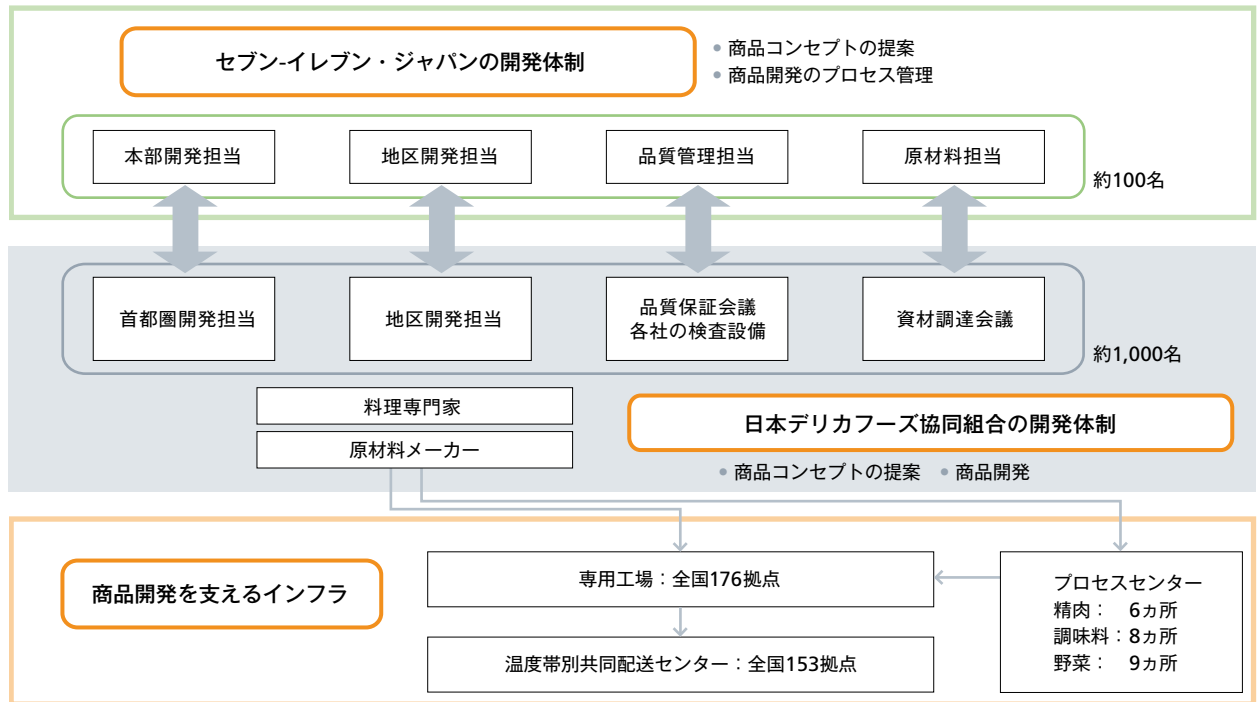 セブン-イレブン・ジャパンの開発体制
• 商品コンセプトの提案
• 商品開発のプロセス管理
本部開発担当
地区開発担当
品質管理担当
原材料担当
約100名
首都圏開発担当
地区開発担当
品質保証会議
各社の検査設備
資材調達会議
約1,000名
料理専門家
原材料メーカー
日本デリカフーズ協同組合の開発体制
• 商品コンセプトの提案 • 商品開発
商品開発を支えるインフラ
専用工場:全国176拠点
温度帯別共同配送センター:全国153拠点
プロセスセンター
精肉: 6ヵ所
調味料:8ヵ所
野菜: 9ヵ所